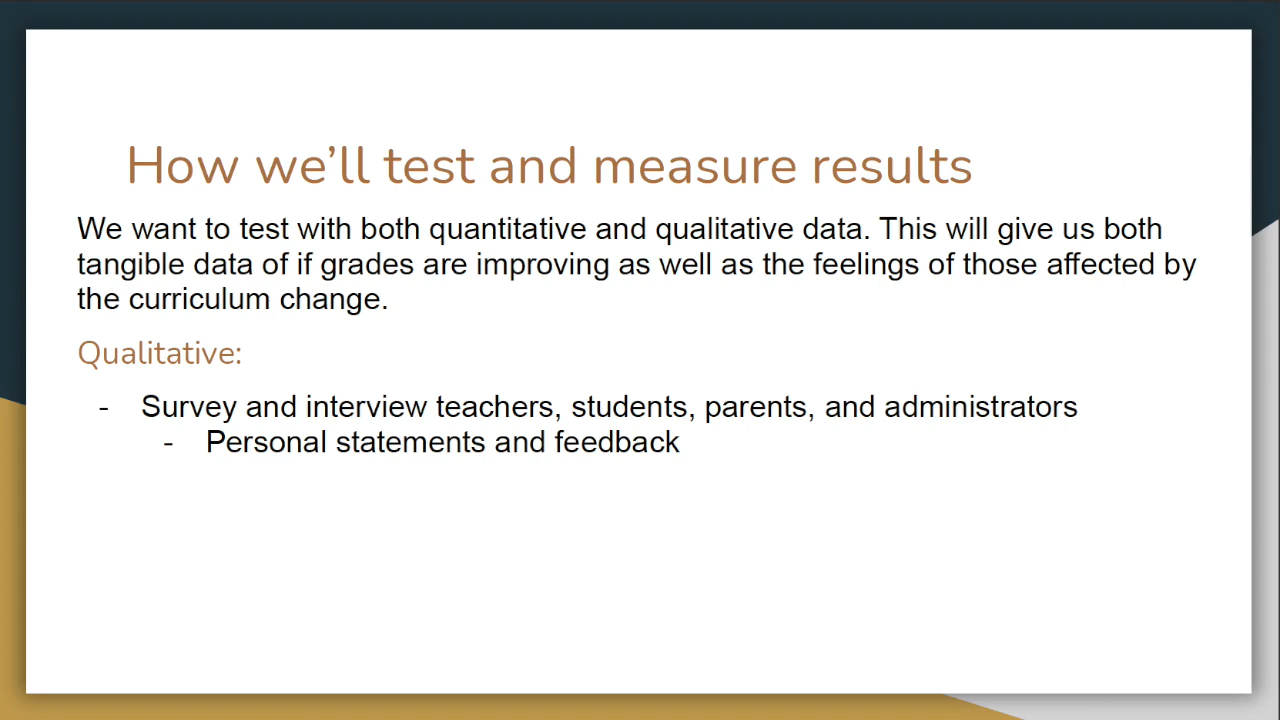 How we’ll test and measure results
We want to test with both quantitative and qualitative data. This will give us both
tangible data of if grades are improving as well as the feelings of those affected by
the curriculum change.
Qualitative:
- Survey and interview teachers, students, parents, and administrators
- Personal statements and feedback